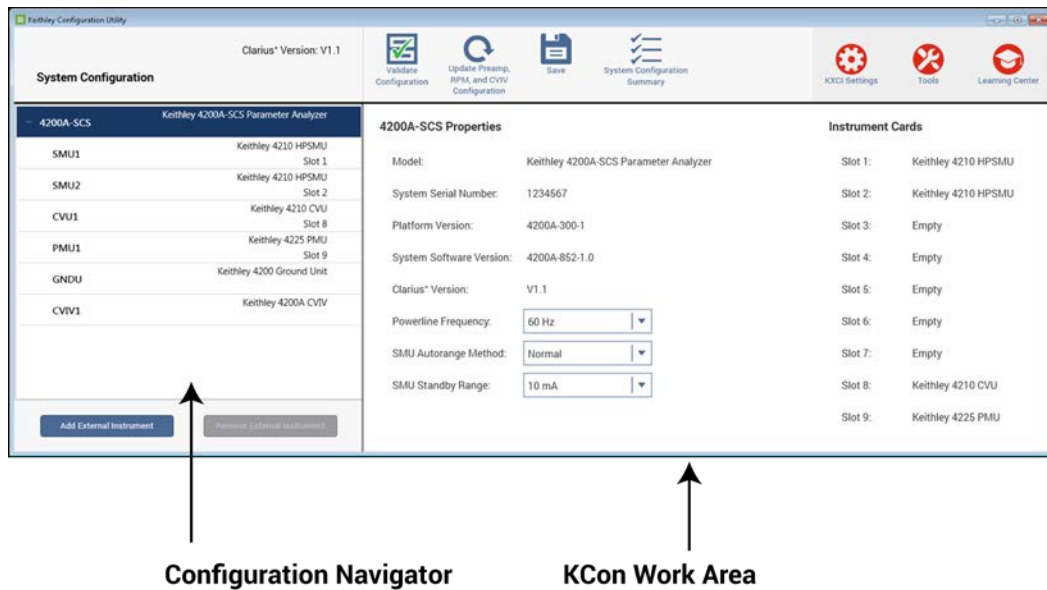 Keithley Configuration Utility
Clarius⁺ Version: V1.1
System Configuration
Validate
Configuration
Update Preamp,
RPM, and CVIV
Configuration
Save
System Configuration
Summary
KXCI Settings
Tools
Learning Center
4200A-SCS
Keithley 4200A-SCS Parameter Analyzer
SMU1
Keithley 4210 HPSMU
Slot 1
SMU2
Keithley 4210 HPSMU
Slot 2
CVU1
Keithley 4210 CVU
Slot 8
PMU1
Keithley 4225 PMU
Slot 9
GNDU
Keithley 4200 Ground Unit
CVIV1
Keithley 4200A CVIV
Add External Instrument
Remove External Instrument
4200A-SCS Properties
Model: Keithley 4200A-SCS Parameter Analyzer
System Serial Number: 1234567
Platform Version: 4200A-300-1
System Software Version: 4200A-852-1.0
Clarius⁺ Version: V1.1
Powerline Frequency: 60 Hz
SMU Autorange Method: Normal
SMU Standby Range: 10 mA
Instrument Cards
Slot 1: Keithley 4210 HPSMU
Slot 2: Keithley 4210 HPSMU
Slot 3: Empty
Slot 4: Empty
Slot 5: Empty
Slot 6: Empty
Slot 7: Empty
Slot 8: Keithley 4210 CVU
Slot 9: Keithley 4225 PMU
Configuration Navigator
KCon Work Area